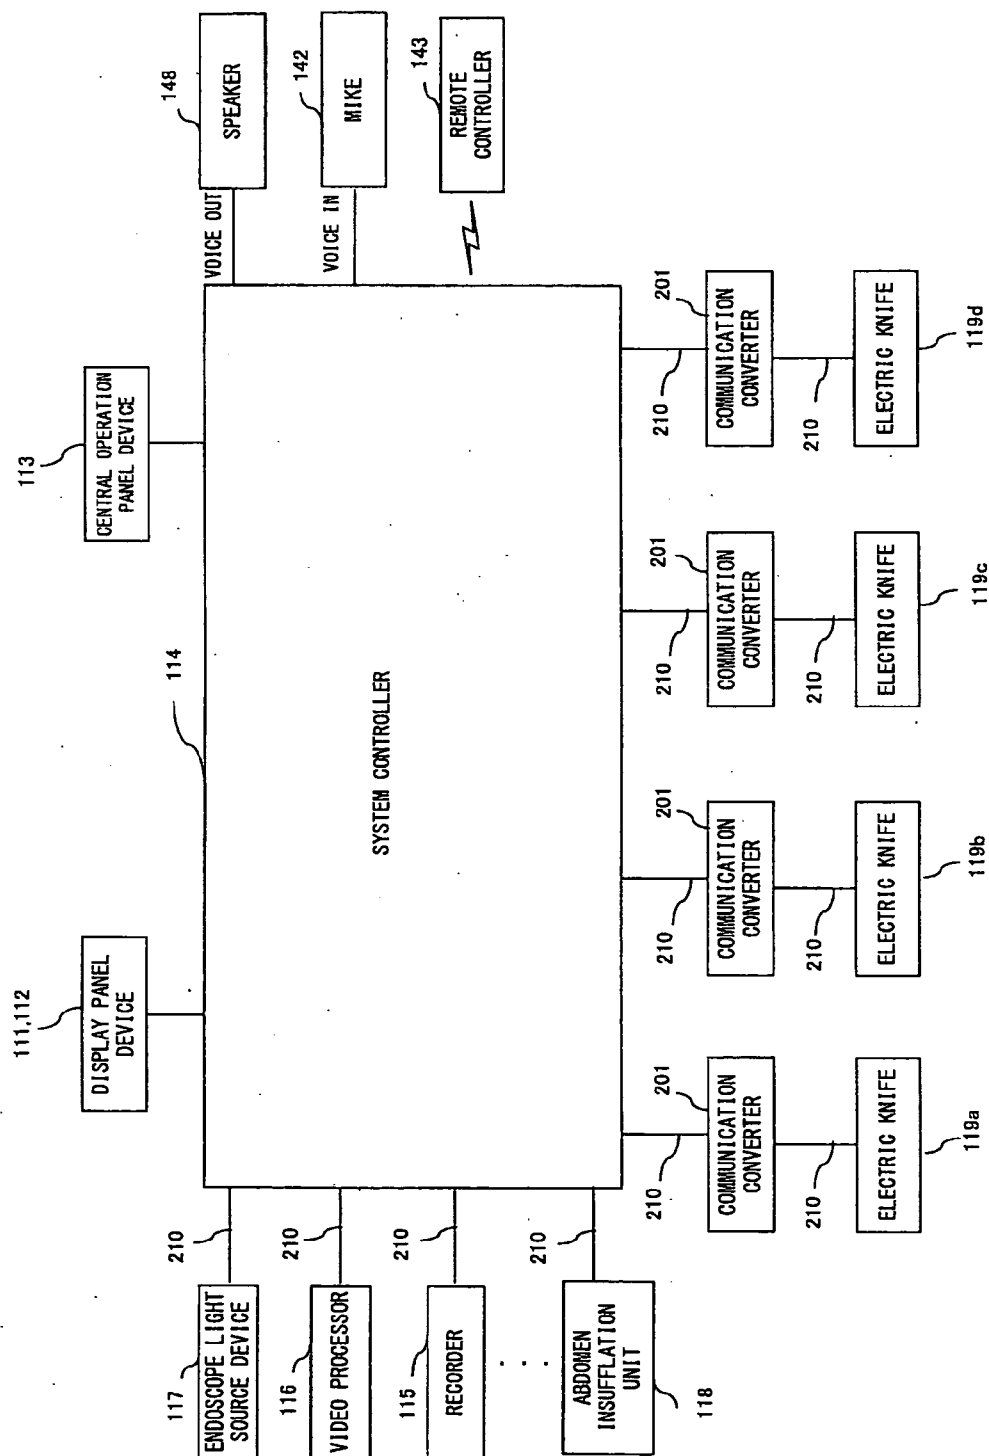 111,112
DISPLAY PANEL
DEVICE
113
CENTRAL OPERATION
PANEL DEVICE
114
SYSTEM CONTROLLER
117
ENDOSCOPE LIGHT
SOURCE DEVICE
210
116
VIDEO PROCESSOR
210
115
RECORDER
210
. . .
ABDOMEN
INSUFFLATION
UNIT
118
210
VOICE OUT
148
SPEAKER
VOICE IN
142
MIKE
143
REMOTE
CONTROLLER
210
201
COMMUNICATION
CONVERTER
210
ELECTRIC KNIFE
119a
210
201
COMMUNICATION
CONVERTER
210
ELECTRIC KNIFE
119b
210
201
COMMUNICATION
CONVERTER
210
ELECTRIC KNIFE
119c
210
201
COMMUNICATION
CONVERTER
210
ELECTRIC KNIFE
119d